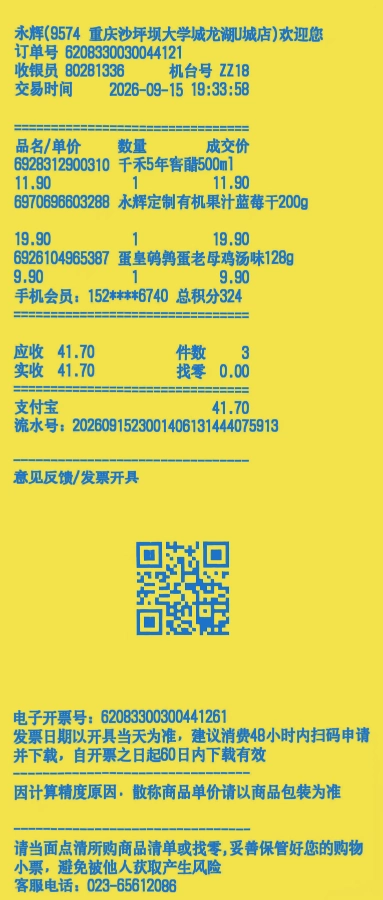 永辉(9574 重庆沙坪坝大学城龙湖U城店)欢迎您
订单号 6208330030044121
收银员 80281336 机台号 ZZ18
交易时间 2026-09-15 19:33:58
==============================
品名/单价 数量 成交价
6928312900310 千禾5年窖醋500ml
11.90 1 11.90
6970696603288 永辉定制有机果汁蓝莓干200g
19.90 1 19.90
6926104965387 蛋皇鹌鹑蛋老母鸡汤味128g
9.90 1 9.90
手机会员：152****6740 总积分324
==============================
应收 41.70 件数 3
实收 41.70 找零 0.00
==============================
支付宝 41.70
流水号：2026091523001406131444075913
------------------------------
意见反馈/发票开具
电子开票号：62083300300441261
发票日期以开具当天为准，建议消费48小时内扫码申请
并下载，自开票之日起60日内下载有效
------------------------------
因计算精度原因．散称商品单价请以商品包装为准
------------------------------
请当面点清所购商品清单或找零,妥善保管好您的购物
小票，避免被他人获取产生风险
客服电话：023-65612086